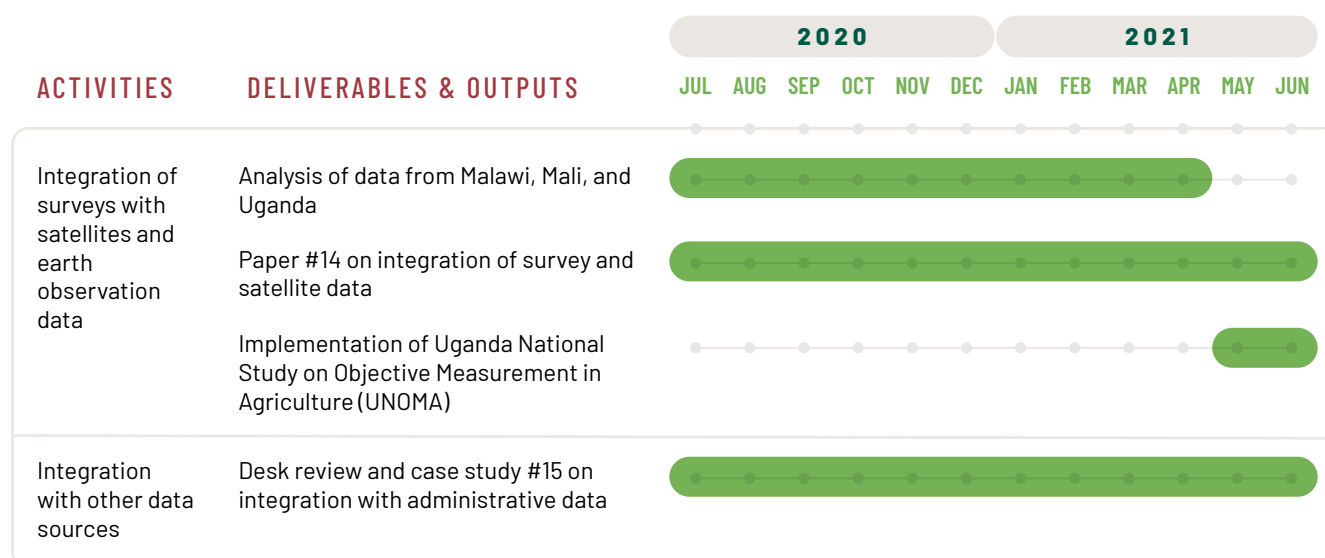 2020 2021
ACTIVITIES DELIVERABLES & OUTPUTS JUL AUG SEP OCT NOV DEC JAN FEB MAR APR MAY JUN
Integration of
surveys with
satellites and
earth
observation
data
Analysis of data from Malawi, Mali, and
Uganda
Paper #14 on integration of survey and
satellite data
Implementation of Uganda National
Study on Objective Measurement in
Agriculture (UNOMA)
Integration
with other data
sources
Desk review and case study #15 on
integration with administrative data